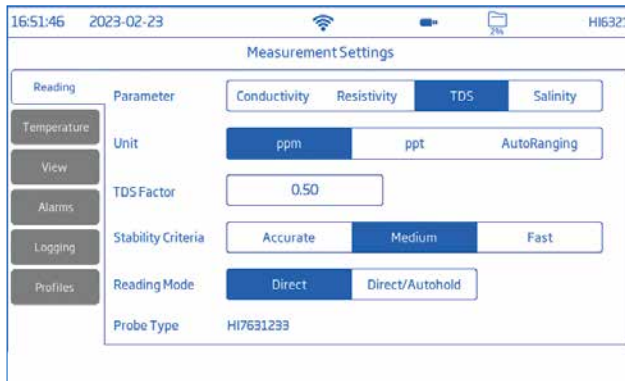 16:51:46 2023-02-23 2% HI6321
Measurement Settings
Reading
Parameter Conductivity Resistivity TDS Salinity
Temperature
Unit ppm ppt AutoRanging
View
TDS Factor 0.50
Alarms
Stability Criteria Accurate Medium Fast
Logging
Profiles
Reading Mode Direct Direct/Autohold
Probe Type HI7631233